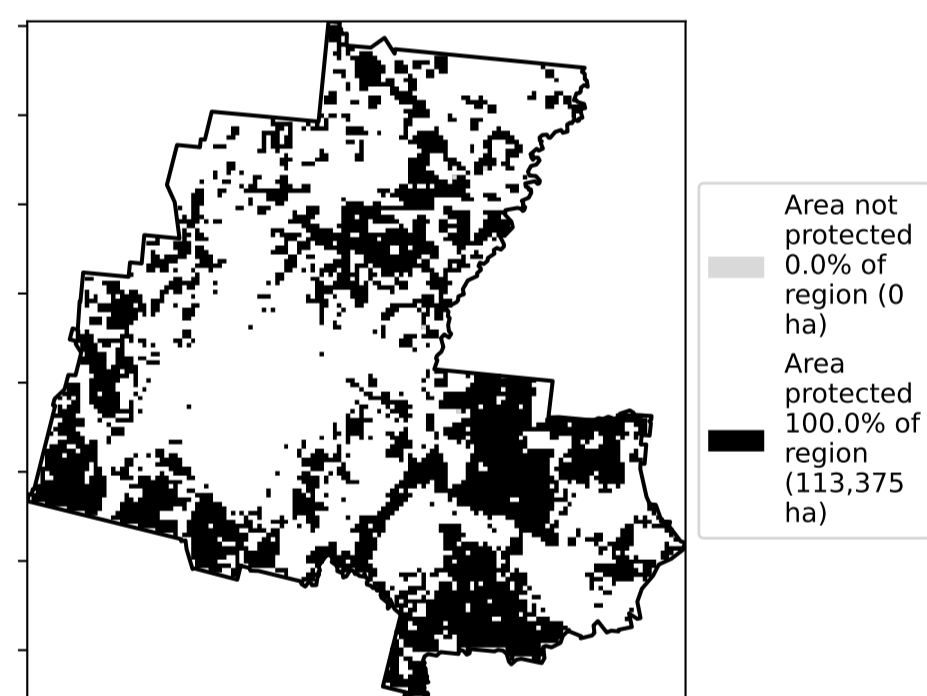 Area not
protected
0.0% of
region (0
ha)
Area
protected
100.0% of
region
(113,375
ha)